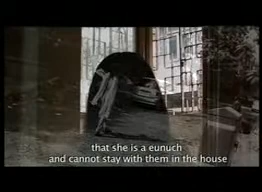 that she is a eunuch
and cannot stay with them in the house